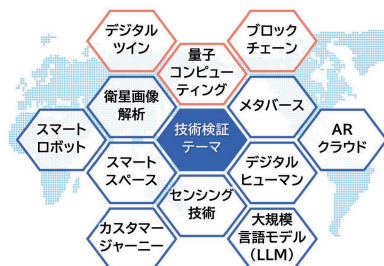 デジタル
ツイン
ブロック
チェーン
量子
コンピュー
ティング
衛星画像
解析
メタバース
スマート
ロボット
技術検証
テーマ
AR
クラウド
スマート
スペース
デジタル
ヒューマン
センシング
技術
カスタマー
ジャーニー
大規模
言語モデル
（LLM）